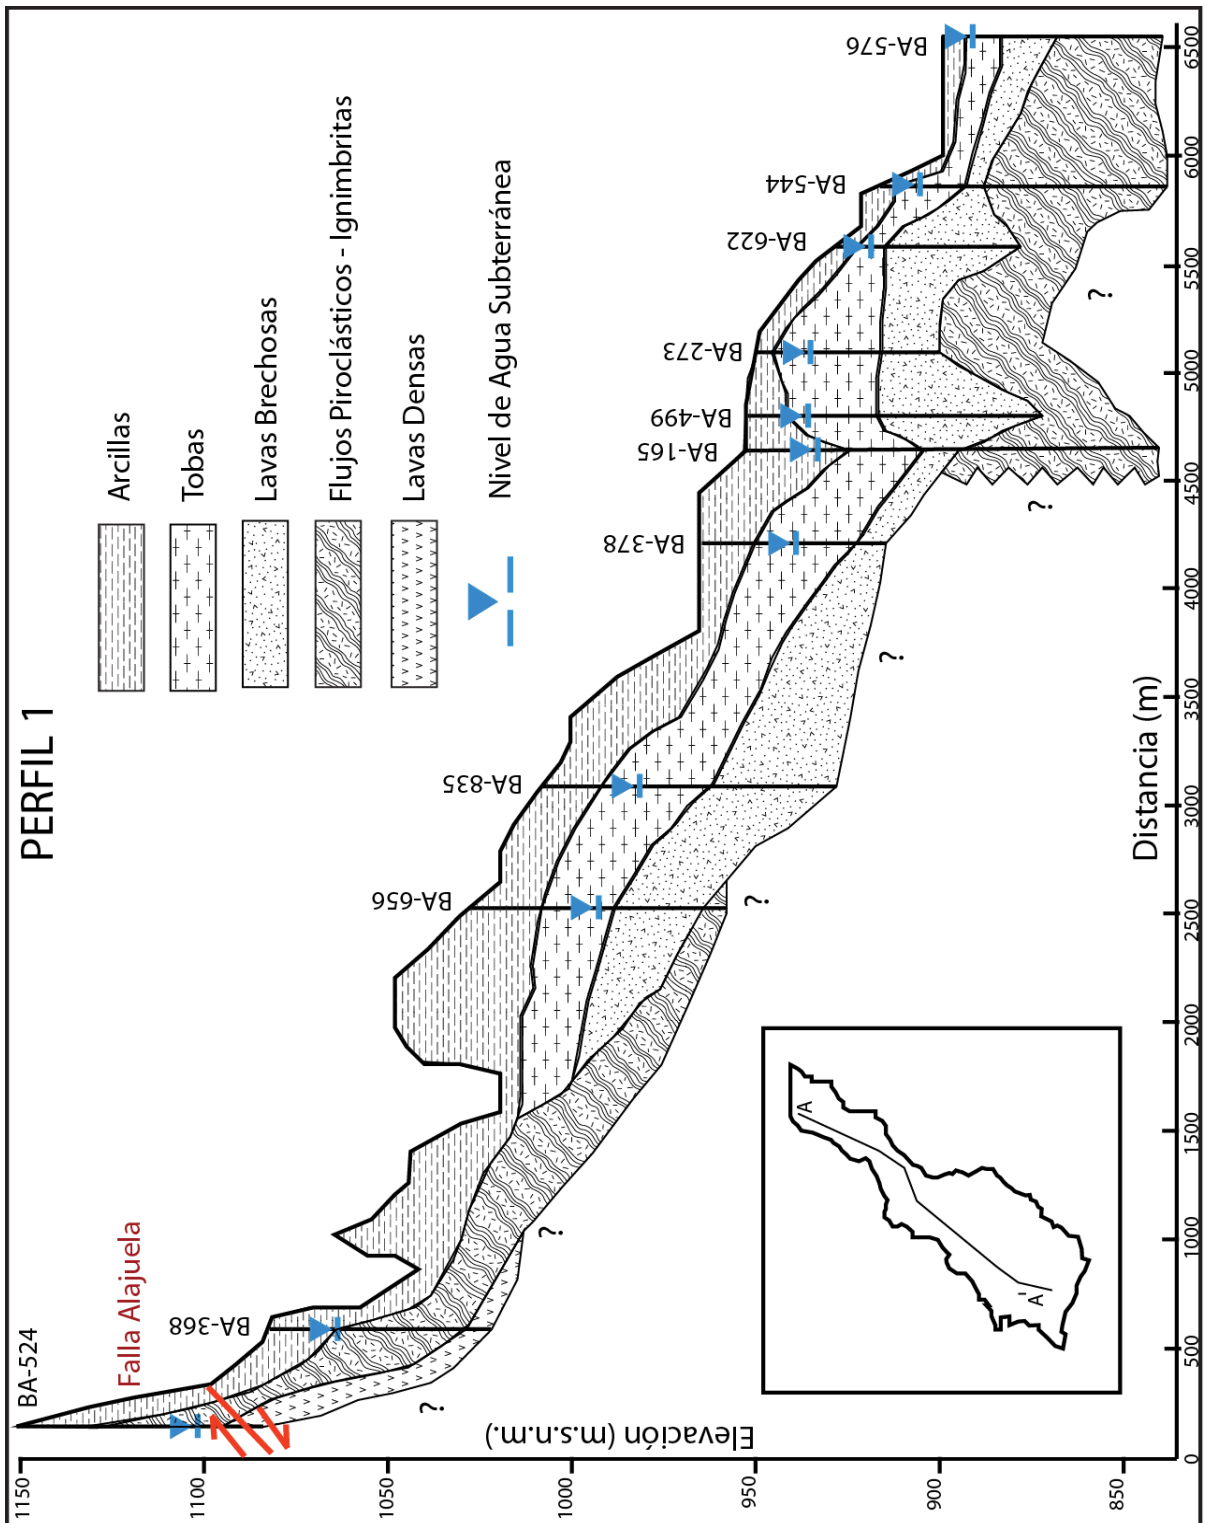 PERFIL 1
Arcillas
Tobas
Lavas Brechosas
Flujos Piroclásticos - Ignimbritas
Lavas Densas
Nivel de Agua Subterránea
Falla Alajuela
BA-524
BA-368
BA-656
BA-835
BA-378
BA-165
BA-499
BA-273
BA-622
BA-544
BA-576
?
?
?
?
?
?
Elevación (m.s.n.m.)
1150
1100
1050
1000
950
900
850
Distancia (m)
0
500
1000
1500
2000
2500
3000
3500
4000
4500
5000
5500
6000
6500
A
A'